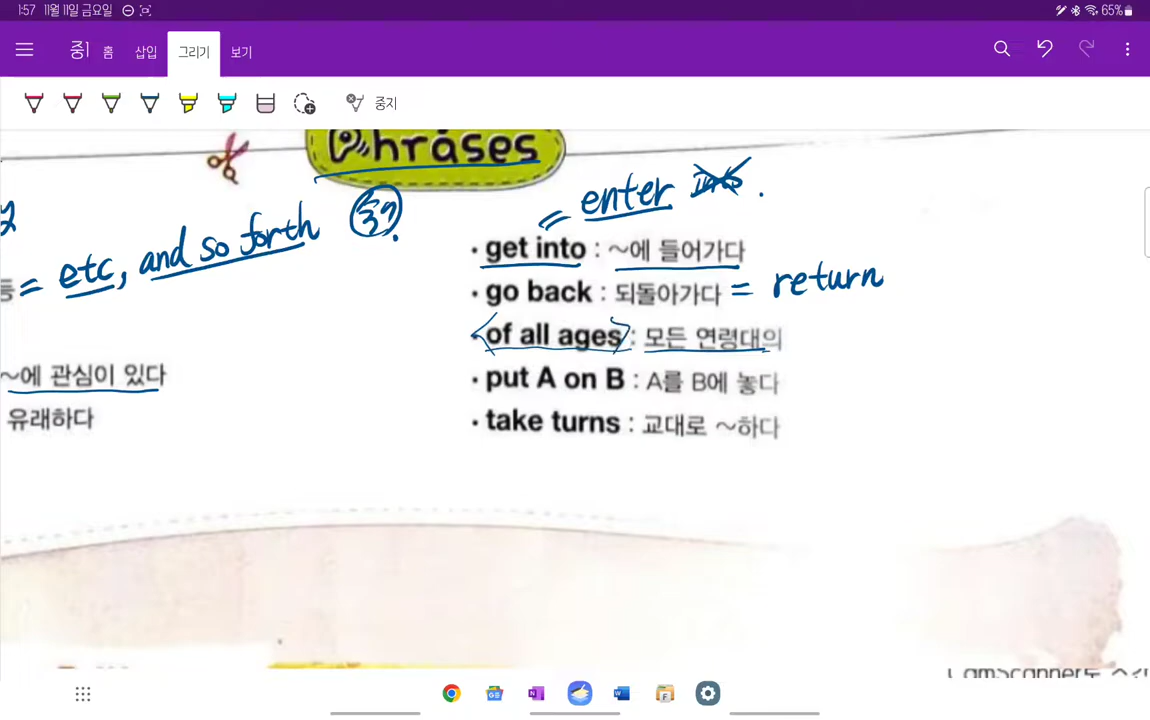 1:57 11월 11일 금요일 65%
중1 홈 삽입 그리기 보기
중지
Phrases
= etc, and so forth
= enter into .
· get into : ~에 들어가다
· go back : 되돌아가다 = return
· of all ages : 모든 연령대의
· put A on B : A를 B에 놓다
· take turns : 교대로 ~하다
등
~에 관심이 있다
유래하다